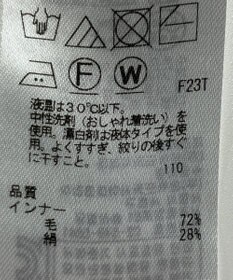 F W
F23T
液温は30℃以下。
中性洗剤(おしゃれ着洗い)を
使用。漂白剤は液体タイプを使
用。よくすすぎ、絞りの後すぐ
に干すこと。
110
品質
インナー
毛 72%
絹 28%